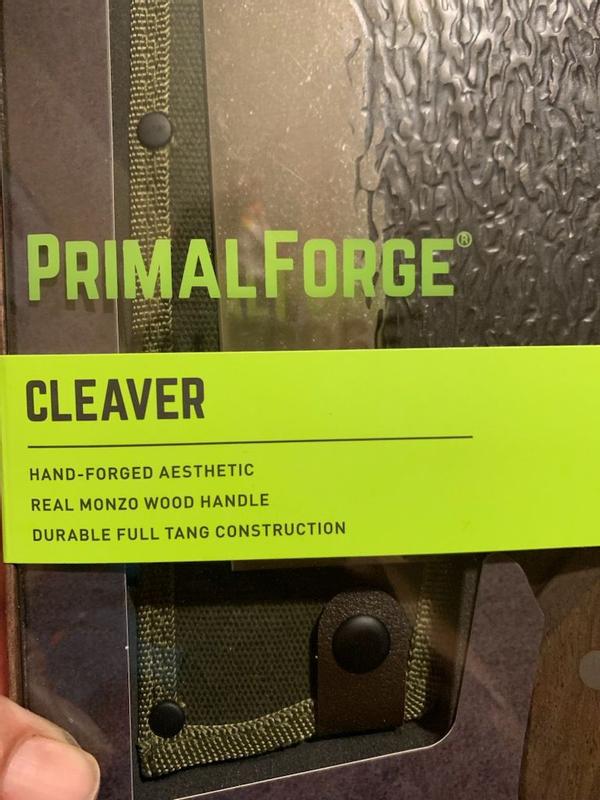 PRIMALFORGE®
CLEAVER
HAND-FORGED AESTHETIC
REAL MONZO WOOD HANDLE
DURABLE FULL TANG CONSTRUCTION